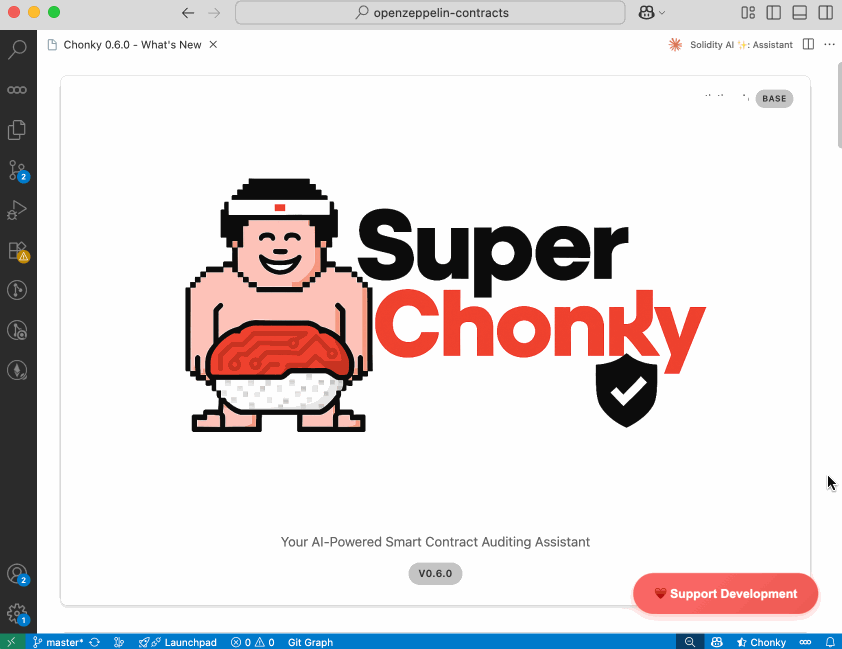 openzeppelin-contracts
Chonky 0.6.0 - What's New
Solidity AI ✨: Assistant
BASE
Super
Chonky
Your AI-Powered Smart Contract Auditing Assistant
V0.6.0
❤️ Support Development
2
2
1
master*
Launchpad
0
0
Git Graph
Chonky